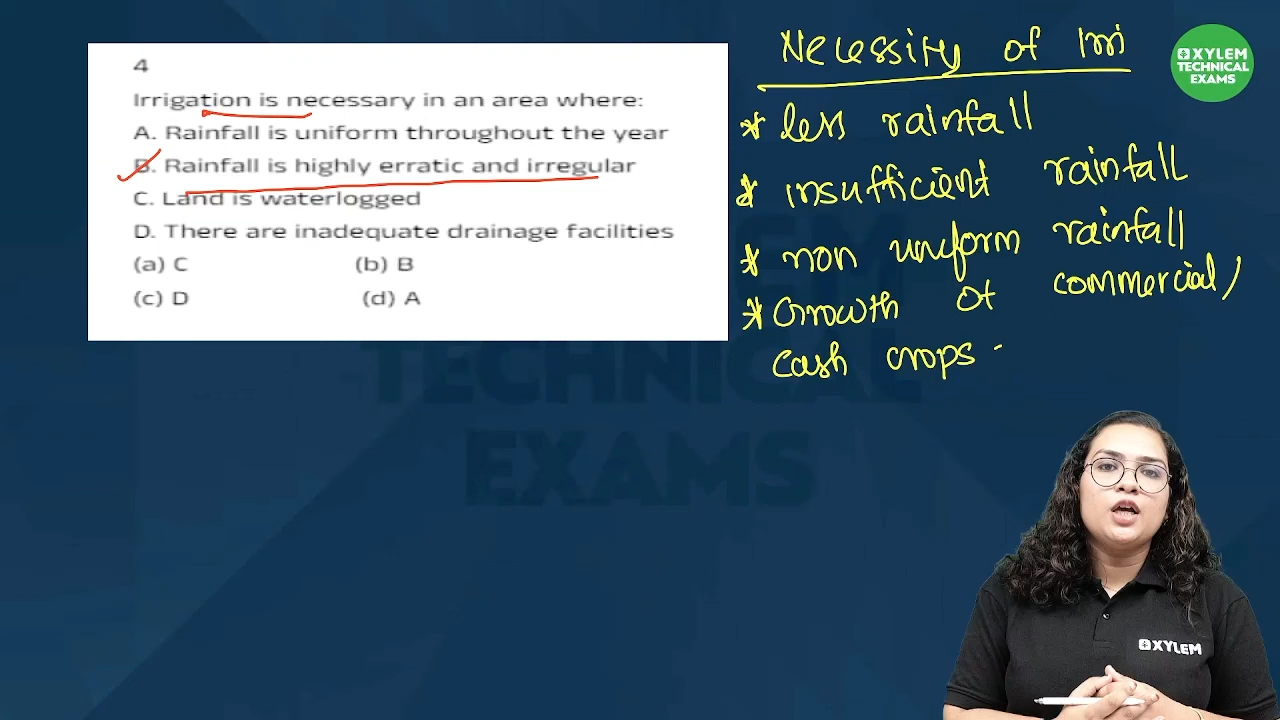 4
Irrigation is necessary in an area where:
A. Rainfall is uniform throughout the year
B. Rainfall is highly erratic and irregular
C. Land is waterlogged
D. There are inadequate drainage facilities
(a) C (b) B
(c) D (d) A
Necessity of Irri
* less rainfall
* insufficient rainfall
* non uniform rainfall
* Growth of commercial/
cash crops -
XYLEM
TECHNICAL
EXAMS
TECHNICAL
EXAMS
XYLEM